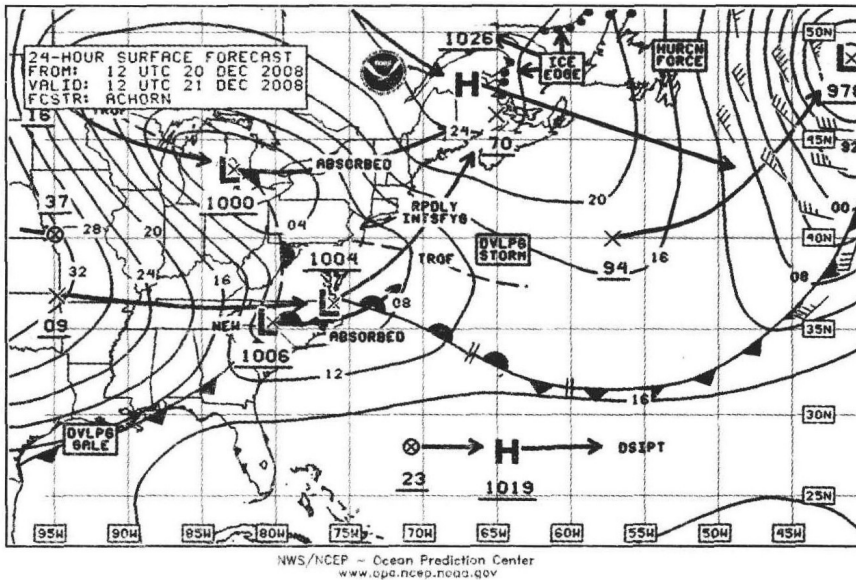 24-HOUR SURFACE FORECAST
FROM: 12 UTC 20 DEC 2008
VALID: 12 UTC 21 DEC 2008
FCSTR: ACHORN
1026
ICE
EDGE
HURCN
FORCE
50N
L
978
H
16
TROF
24
45N
92
70
ABSORBED
L
1000
37
28
20
04
RPDLY
INTSFYG
20
00
40N
1004
TROF
DVLPG
STORM
94
16
32
24
16
L
08
08
09
NEW
L
ABSORBED
35N
1006
12
16
30N
DVLPG
GALE
H
DSIPT
23
1019
25N
95W
90W
85W
80W
75W
70W
65W
60W
55W
50W
45W
NWS/NCEP ~ Ocean Prediction Center
www.opc.ncep.noaa.gov